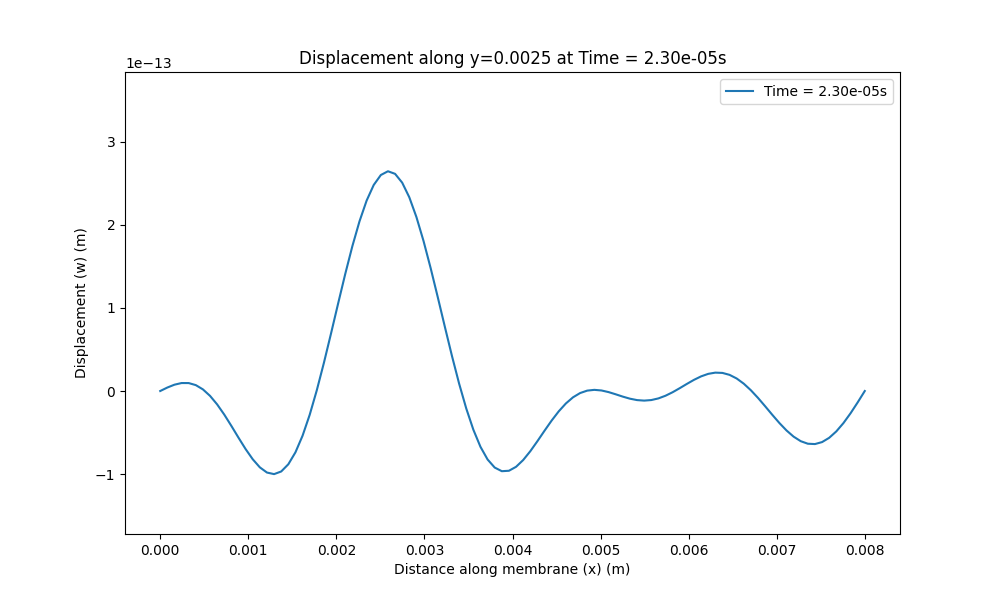 Displacement along y=0.0025 at Time = 2.30e-05s
1e−13
Time = 2.30e-05s
3
2
1
0
−1
Displacement (w) (m)
0.000 0.001 0.002 0.003 0.004 0.005 0.006 0.007 0.008
Distance along membrane (x) (m)